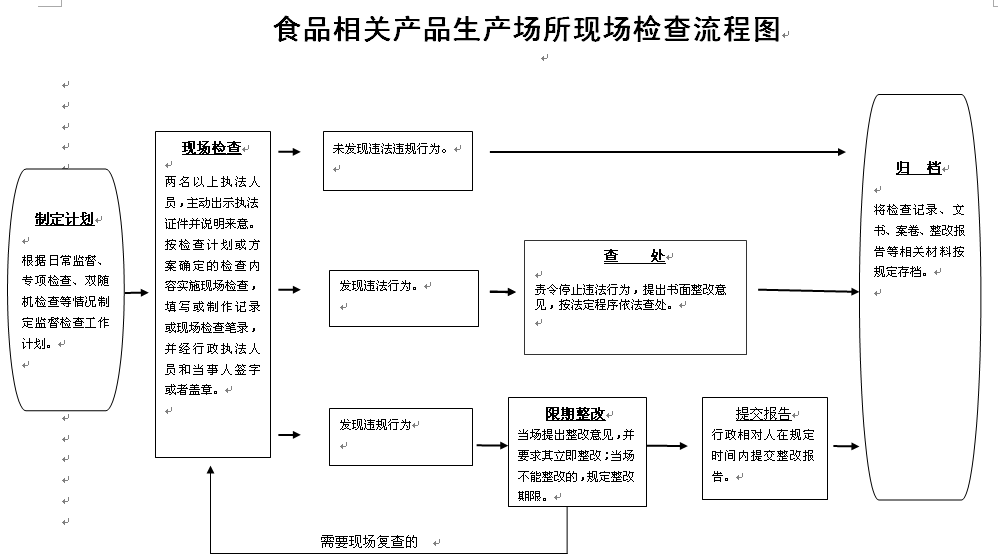 食品相关产品生产场所现场检查流程图
制定计划
根据日常监督、
专项检查、双随
机检查等情况制
定监督检查工作
计划。
现场检查
两名以上执法人
员，主动出示执法
证件并说明来意。
按检查计划或方
案确定的检查内
容实施现场检查，
填写或制作记录
或现场检查笔录，
并经行政执法人
员和当事人签字
或者盖章。
未发现违法违规行为。
发现违法行为。
查 处
责令停止违法行为，提出书面整改意
见，按法定程序依法查处。
发现违规行为
限期整改
当场提出整改意见，并
要求其立即整改；当场
不能整改的，规定整改
期限。
提交报告
行政相对人在规定
时间内提交整改报
告。
归 档
将检查记录、文
书、案卷、整改报
告等相关材料按
规定存档。
需要现场复查的